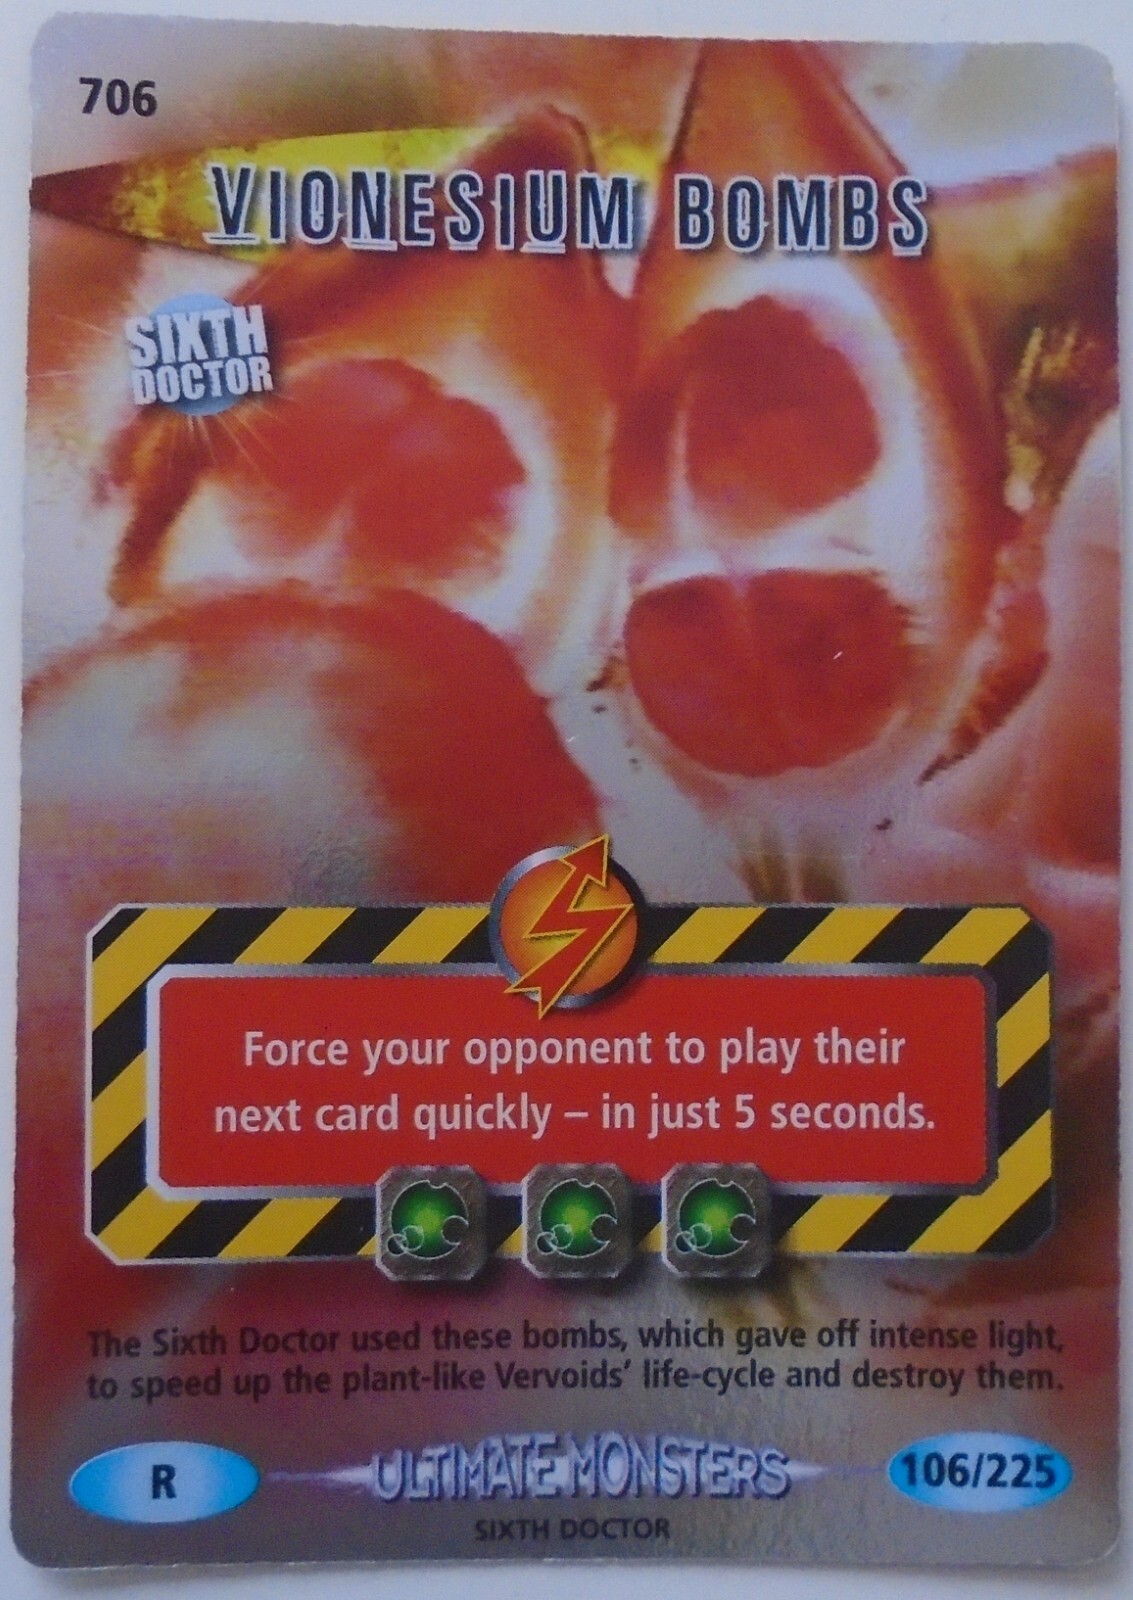 706
VIONESIUM BOMBS
SIXTH
DOCTOR
Force your opponent to play their
next card quickly – in just 5 seconds.
The Sixth Doctor used these bombs, which gave off intense light,
to speed up the plant-like Vervoids' life-cycle and destroy them.
R
ULTIMATE MONSTERS
106/225
SIXTH DOCTOR